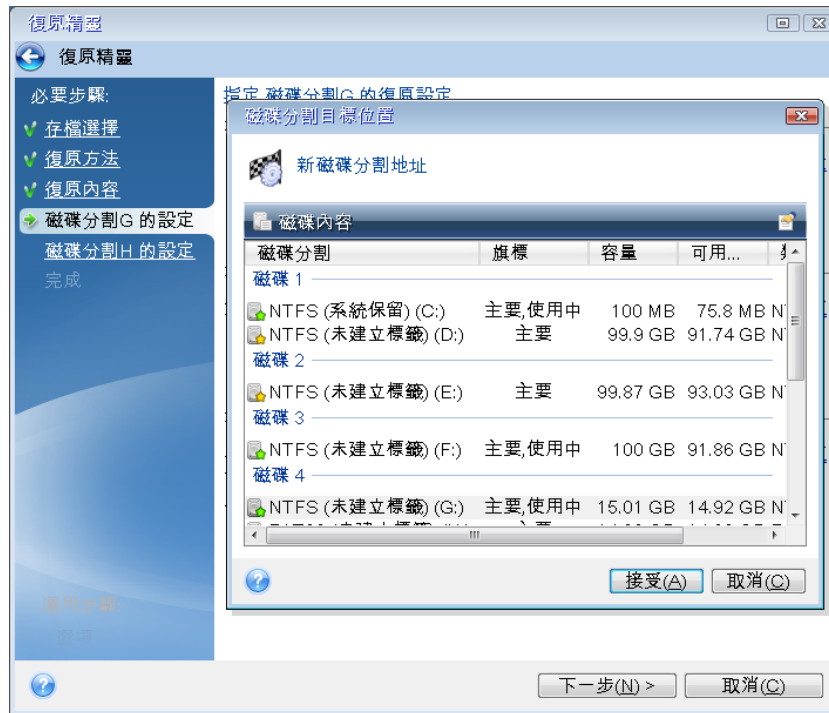 復原精靈
復原精靈
必要步驟:
存檔選擇
復原方法
復原內容
磁碟分割G 的設定
磁碟分割H 的設定
完成
指定 磁碟分割G 的復原設定
磁碟分割目標位置
新磁碟分割地址
磁碟內容
磁碟分割 旗標 容量 可用...
磁碟 1
NTFS (系統保留) (C:) 主要,使用中 100 MB 75.8 MB
NTFS (未建立標籤) (D:) 主要 99.9 GB 91.74 GB
磁碟 2
NTFS (未建立標籤) (E:) 主要 99.87 GB 93.03 GB
磁碟 3
NTFS (未建立標籤) (F:) 主要,使用中 100 GB 91.86 GB
磁碟 4
NTFS (未建立標籤) (G:) 主要,使用中 15.01 GB 14.92 GB
接受(A) 取消(C)
選項
下一步(N) > 取消(C)